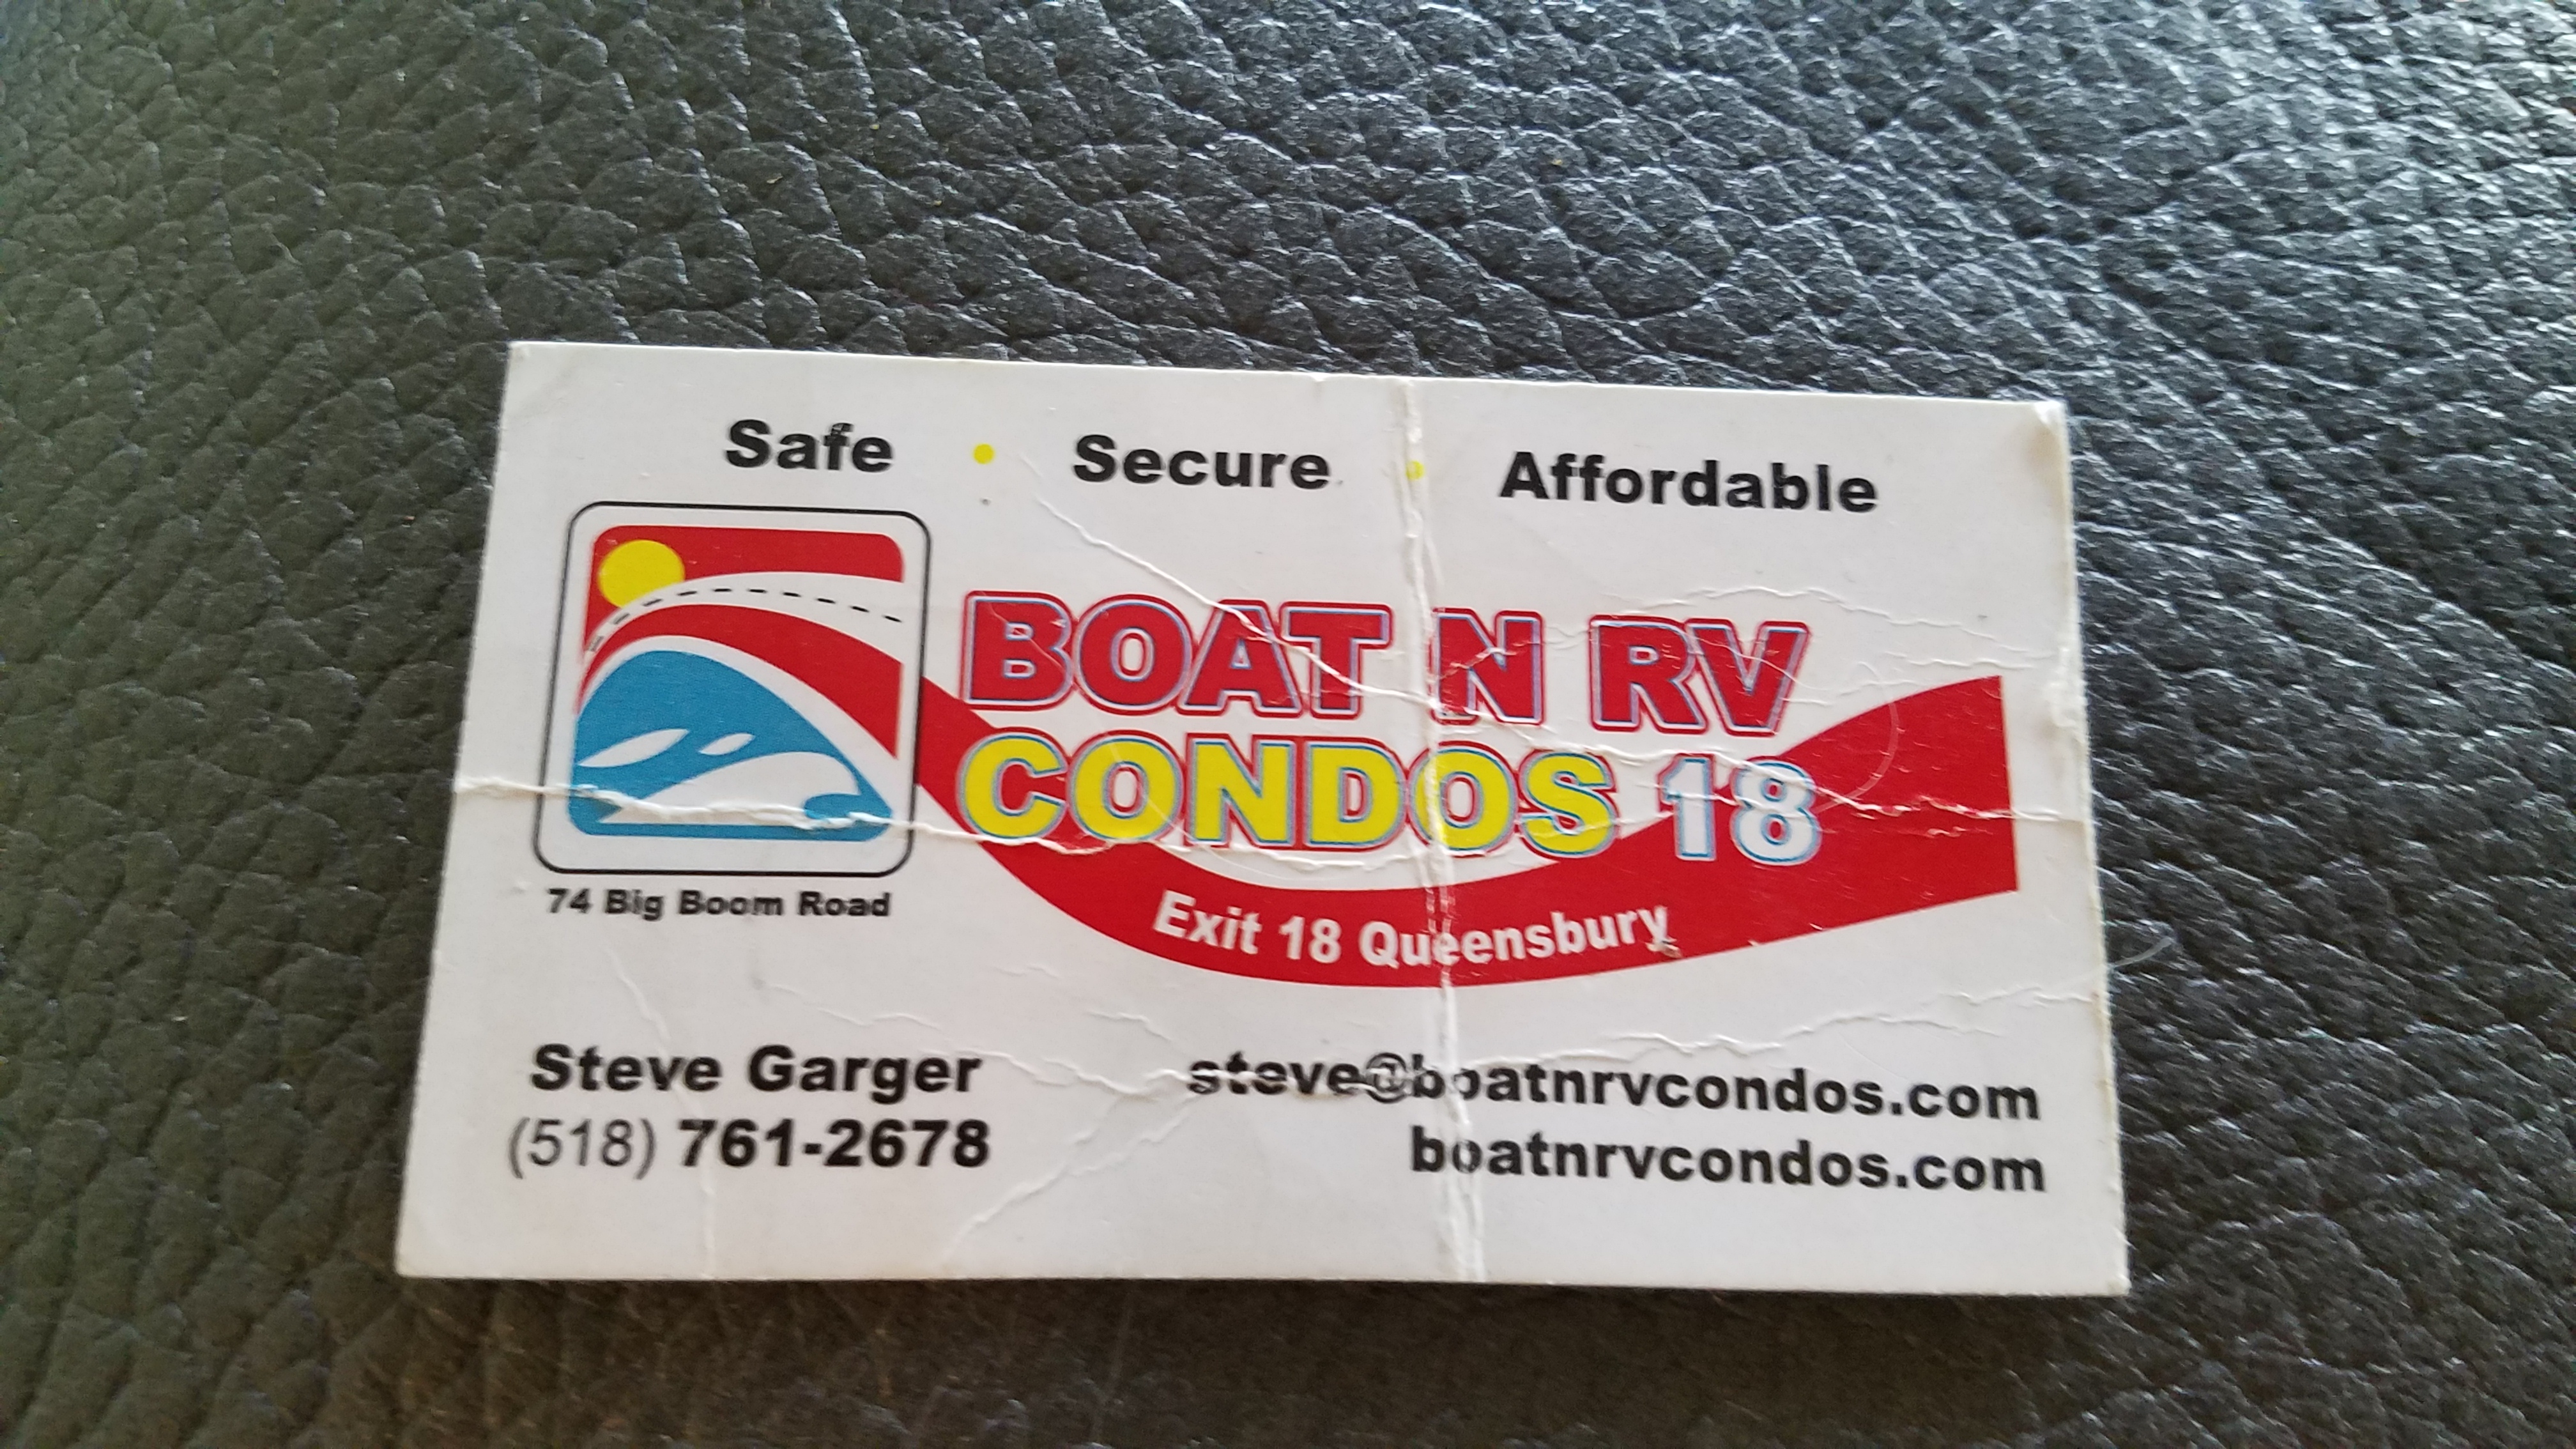 Safe • Secure • Affordable
BOAT N RV
CONDOS 18
Exit 18 Queensbury
74 Big Boom Road
Steve Garger
(518) 761-2678
steve@boatnrvcondos.com
boatnrvcondos.com